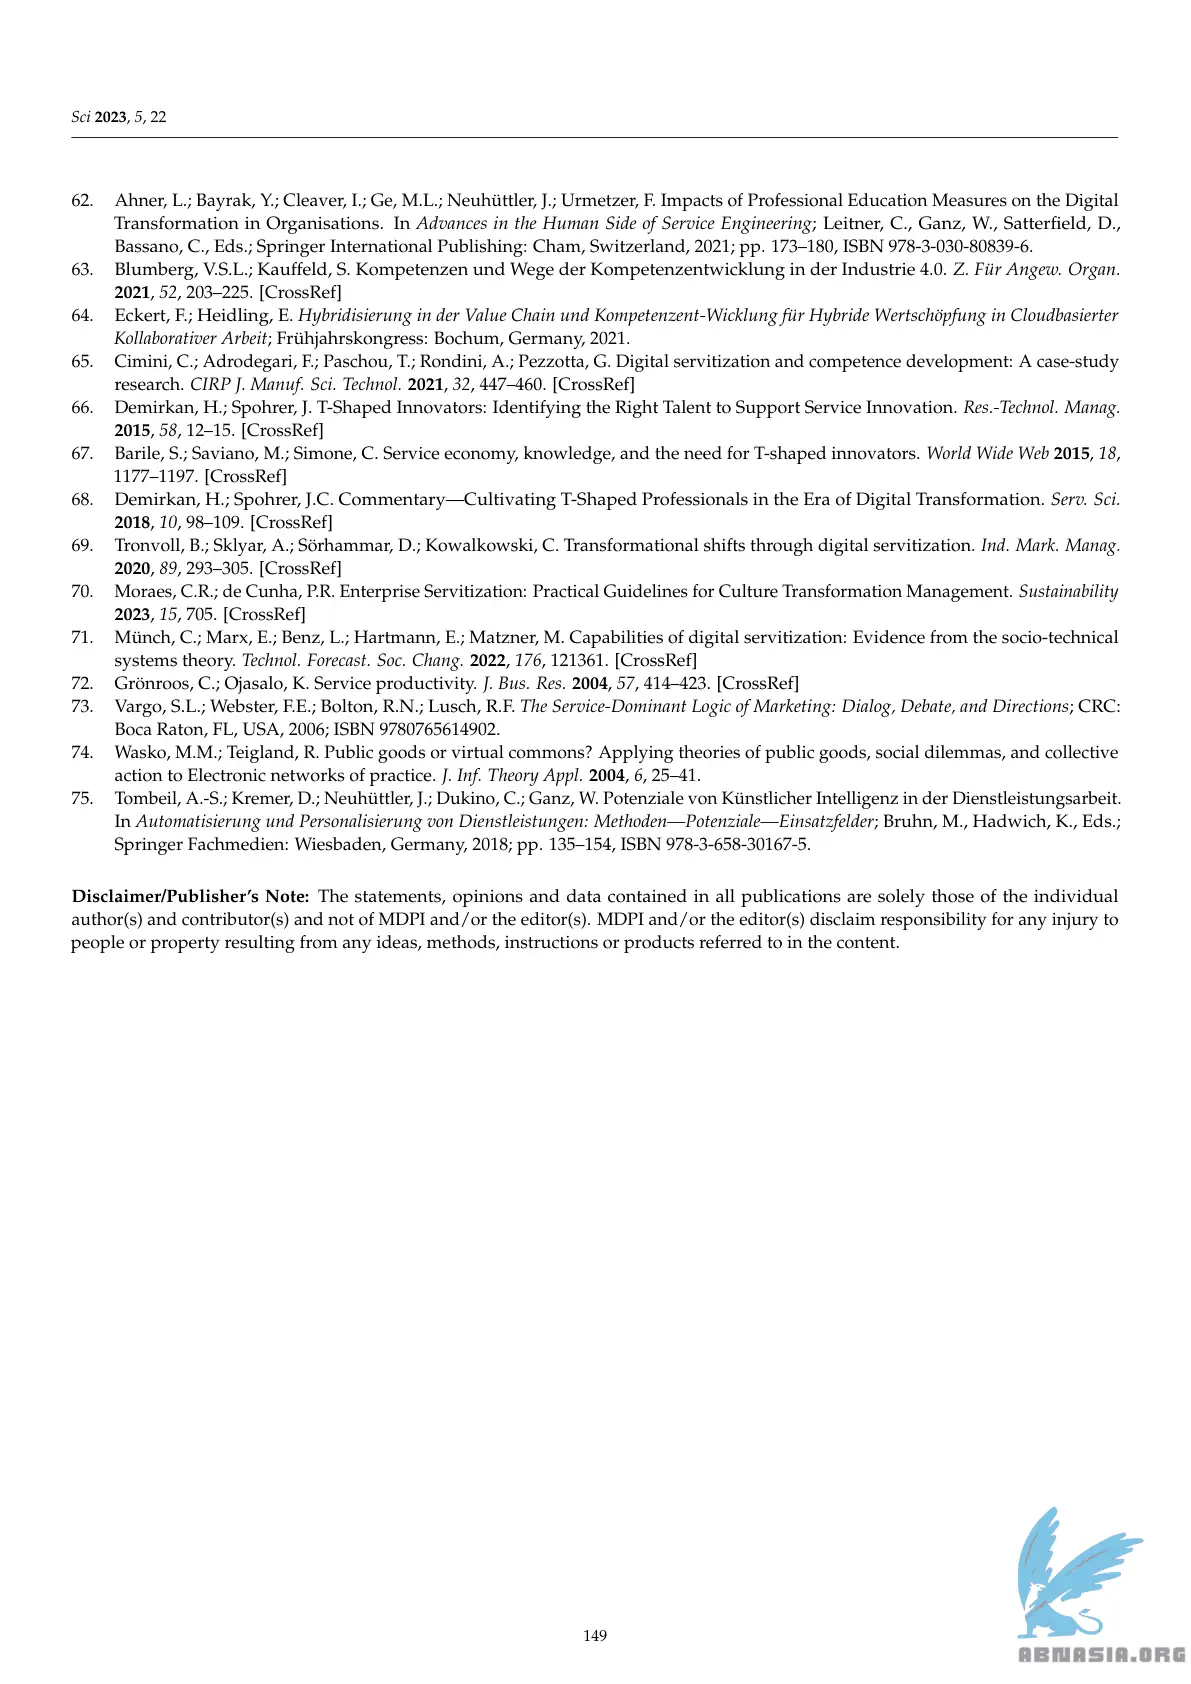 Sci 2023, 5, 22
62. Ahner, L.; Bayrak, Y.; Cleaver, I.; Ge, M.L.; Neuhüttler, J.; Urmetzer, F. Impacts of Professional Education Measures on the Digital
Transformation in Organisations. In Advances in the Human Side of Service Engineering; Leitner, C., Ganz, W., Satterfield, D.,
Bassano, C., Eds.; Springer International Publishing: Cham, Switzerland, 2021; pp. 173–180, ISBN 978-3-030-80839-6.
63. Blumberg, V.S.L.; Kauffeld, S. Kompetenzen und Wege der Kompetenzentwicklung in der Industrie 4.0. Z. Für Angew. Organ.
2021, 52, 203–225. [CrossRef]
64. Eckert, F.; Heidling, E. Hybridisierung in der Value Chain und Kompetenzent-Wicklung für Hybride Wertschöpfung in Cloudbasierter
Kollaborativer Arbeit; Frühjahrskongress: Bochum, Germany, 2021.
65. Cimini, C.; Adrodegari, F.; Paschou, T.; Rondini, A.; Pezzotta, G. Digital servitization and competence development: A case-study
research. CIRP J. Manuf. Sci. Technol. 2021, 32, 447–460. [CrossRef]
66. Demirkan, H.; Spohrer, J. T-Shaped Innovators: Identifying the Right Talent to Support Service Innovation. Res.-Technol. Manag.
2015, 58, 12–15. [CrossRef]
67. Barile, S.; Saviano, M.; Simone, C. Service economy, knowledge, and the need for T-shaped innovators. World Wide Web 2015, 18,
1177–1197. [CrossRef]
68. Demirkan, H.; Spohrer, J.C. Commentary—Cultivating T-Shaped Professionals in the Era of Digital Transformation. Serv. Sci.
2018, 10, 98–109. [CrossRef]
69. Tronvoll, B.; Sklyar, A.; Sörhammar, D.; Kowalkowski, C. Transformational shifts through digital servitization. Ind. Mark. Manag.
2020, 89, 293–305. [CrossRef]
70. Moraes, C.R.; de Cunha, P.R. Enterprise Servitization: Practical Guidelines for Culture Transformation Management. Sustainability
2023, 15, 705. [CrossRef]
71. Münch, C.; Marx, E.; Benz, L.; Hartmann, E.; Matzner, M. Capabilities of digital servitization: Evidence from the socio-technical
systems theory. Technol. Forecast. Soc. Chang. 2022, 176, 121361. [CrossRef]
72. Grönroos, C.; Ojasalo, K. Service productivity. J. Bus. Res. 2004, 57, 414–423. [CrossRef]
73. Vargo, S.L.; Webster, F.E.; Bolton, R.N.; Lusch, R.F. The Service-Dominant Logic of Marketing: Dialog, Debate, and Directions; CRC:
Boca Raton, FL, USA, 2006; ISBN 9780765614902.
74. Wasko, M.M.; Teigland, R. Public goods or virtual commons? Applying theories of public goods, social dilemmas, and collective
action to Electronic networks of practice. J. Inf. Theory Appl. 2004, 6, 25–41.
75. Tombeil, A.-S.; Kremer, D.; Neuhüttler, J.; Dukino, C.; Ganz, W. Potenziale von Künstlicher Intelligenz in der Dienstleistungsarbeit.
In Automatisierung und Personalisierung von Dienstleistungen: Methoden—Potenziale—Einsatzfelder; Bruhn, M., Hadwich, K., Eds.;
Springer Fachmedien: Wiesbaden, Germany, 2018; pp. 135–154, ISBN 978-3-658-30167-5.
Disclaimer/Publisher's Note: The statements, opinions and data contained in all publications are solely those of the individual
author(s) and contributor(s) and not of MDPI and/or the editor(s). MDPI and/or the editor(s) disclaim responsibility for any injury to
people or property resulting from any ideas, methods, instructions or products referred to in the content.
149
ABNASIA.ORG